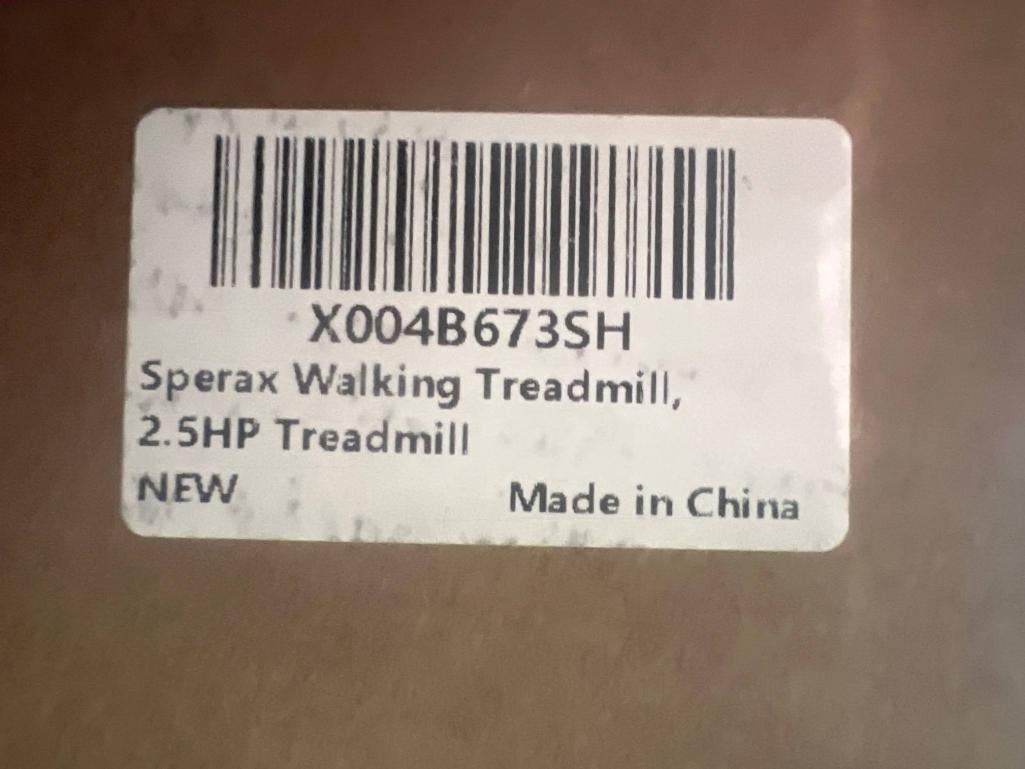 X004B673SH
Sperax Walking Treadmill,
2.5HP Treadmill
NEW Made in China